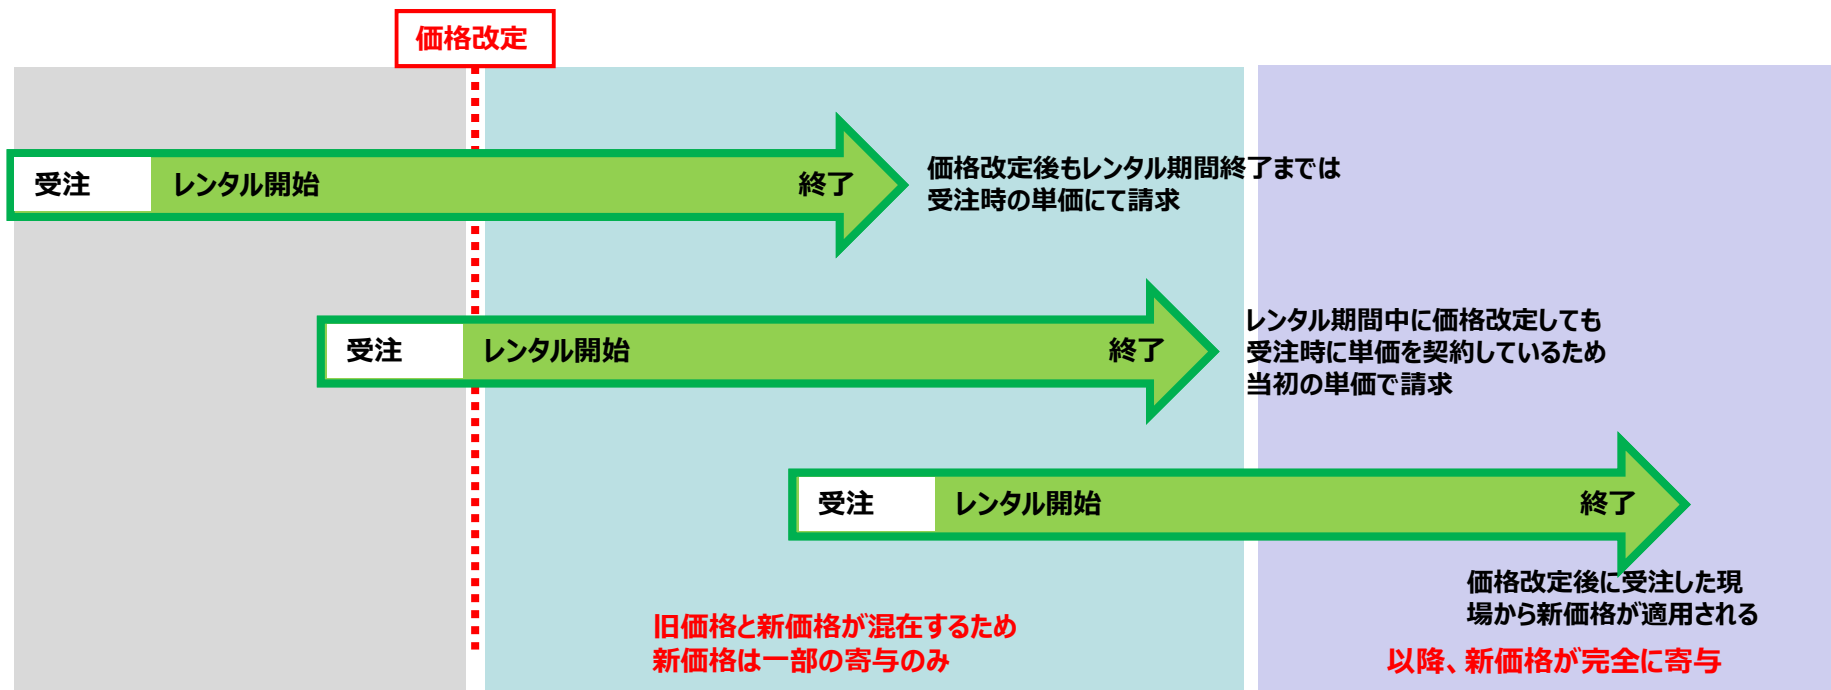 価格改定
受注
レンタル開始
終了
価格改定後もレンタル期間終了までは
受注時の単価にて請求
受注
レンタル開始
終了
レンタル期間中に価格改定しても
受注時に単価を契約しているため
当初の単価で請求
受注
レンタル開始
終了
価格改定後に受注した現
場から新価格が適用される
旧価格と新価格が混在するため
新価格は一部の寄与のみ
以降、新価格が完全に寄与